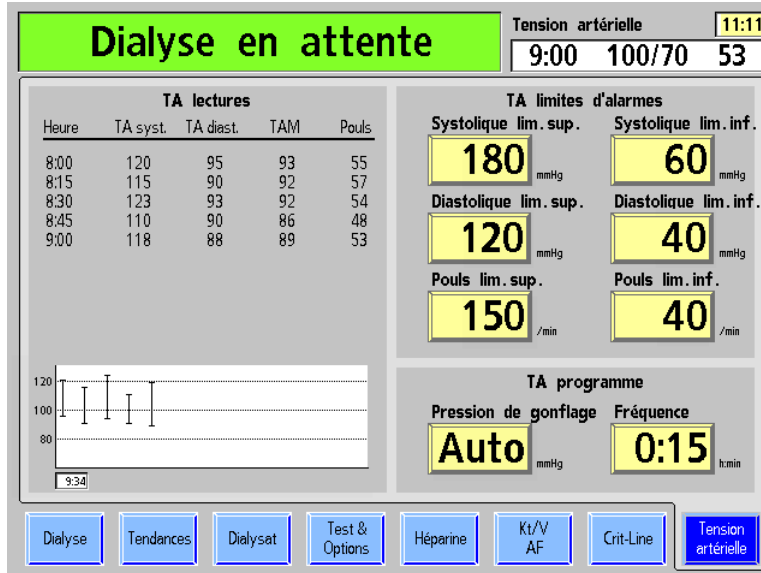 Dialyse en attente
Tension artérielle 11:11
9:00 100/70 53
TA lectures
Heure TA syst. TA diast. TAM Pouls
8:00 120 95 93 55
8:15 115 90 92 57
8:30 123 93 92 54
8:45 110 90 86 48
9:00 118 88 89 53
120
100
80
9:34
TA limites d'alarmes
Systolique lim.sup. Systolique lim.inf.
180 mmHg 60 mmHg
Diastolique lim.sup. Diastolique lim.inf.
120 mmHg 40 mmHg
Pouls lim.sup. Pouls lim.inf.
150 /min 40 /min
TA programme
Pression de gonflage Fréquence
Auto mmHg 0:15 h:min
Dialyse Tendances Dialysat Test & Options Héparine Kt/V AF Crit-Line Tension artérielle